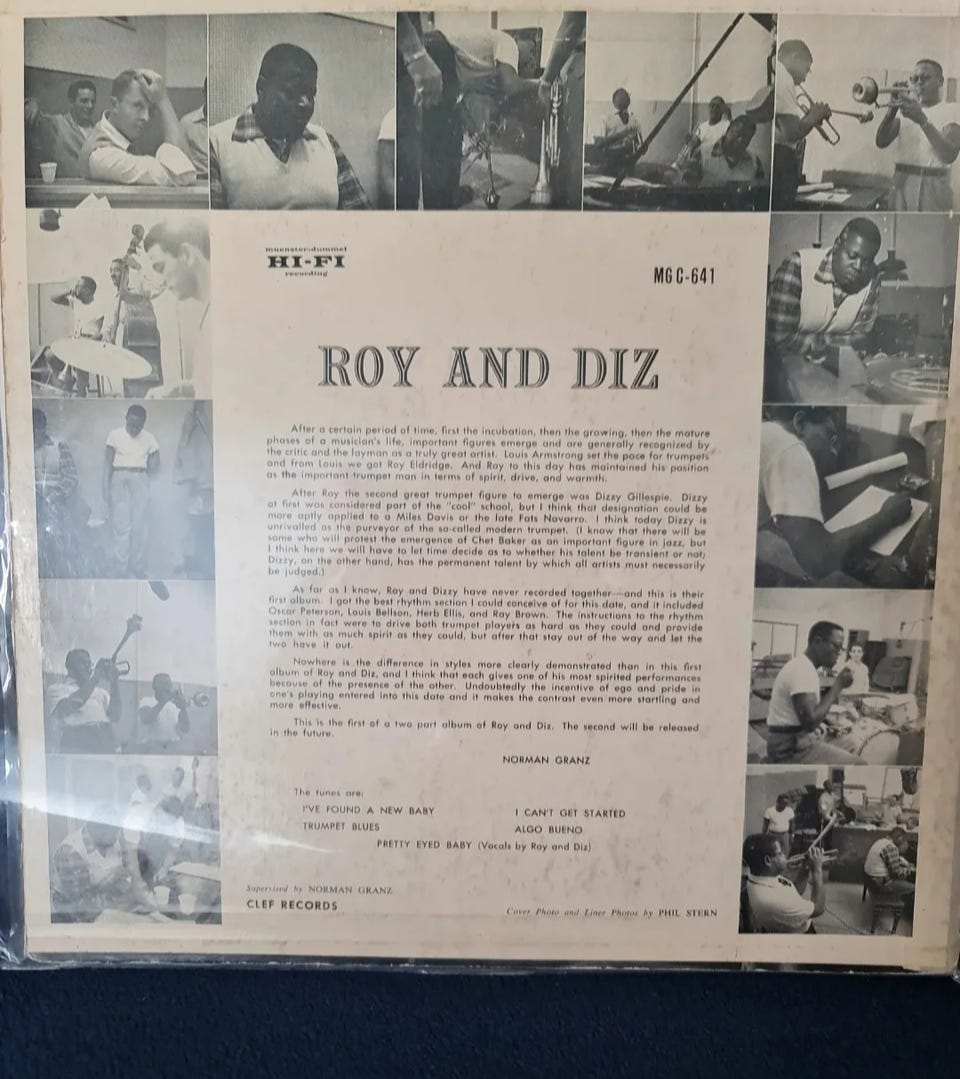 muenster-dummel
HI-FI
recording
MG C-641
ROY AND DIZ
After a certain period of time, first the incubation, then the growing, then the mature
phases of a musician's life, important figures emerge and are generally recognized by
the critic and the layman as a truly great artist. Louis Armstrong set the pace for trumpets
and from Louis we got Roy Eldridge. And Roy to this day has maintained his position
as the important trumpet man in terms of spirit, drive, and warmth.
After Roy the second great trumpet figure to emerge was Dizzy Gillespie. Dizzy
at first was considered part of the "cool" school, but I think that designation could be
more aptly applied to a Miles Davis or the late Fats Navarro. I think today Dizzy is
unrivalled as the purveyor of the so-called modern trumpet. (I know that there will be
some who will protest the emergence of Chet Baker as an important figure in jazz, but
I think here we will have to let time decide as to whether his talent be transient or not;
Dizzy, on the other hand, has the permanent talent by which all artists must necessarily
be judged.)
As far as I know, Roy and Dizzy have never recorded together—and this is their
first album. I got the best rhythm section I could conceive of for this date, and it included
Oscar Peterson, Louis Bellson, Herb Ellis, and Ray Brown. The instructions to the rhythm
section in fact were to drive both trumpet players as hard as they could and provide
them with as much spirit as they could, but after that stay out of the way and let the
two have it out.
Nowhere is the difference in styles more clearly demonstrated than in this first
album of Roy and Diz, and I think that each gives one of his most spirited performances
because of the presence of the other. Undoubtedly the incentive of ego and pride in
one's playing entered into this date and it makes the contrast even more startling and
more effective.
This is the first of a two part album of Roy and Diz. The second will be released
in the future.
NORMAN GRANZ
The tunes are:
I'VE FOUND A NEW BABY
I CAN'T GET STARTED
TRUMPET BLUES
ALGO BUENO
PRETTY EYED BABY (Vocals by Roy and Diz)
Supervised by NORMAN GRANZ
CLEF RECORDS
Cover Photo and Liner Photos by PHIL STERN